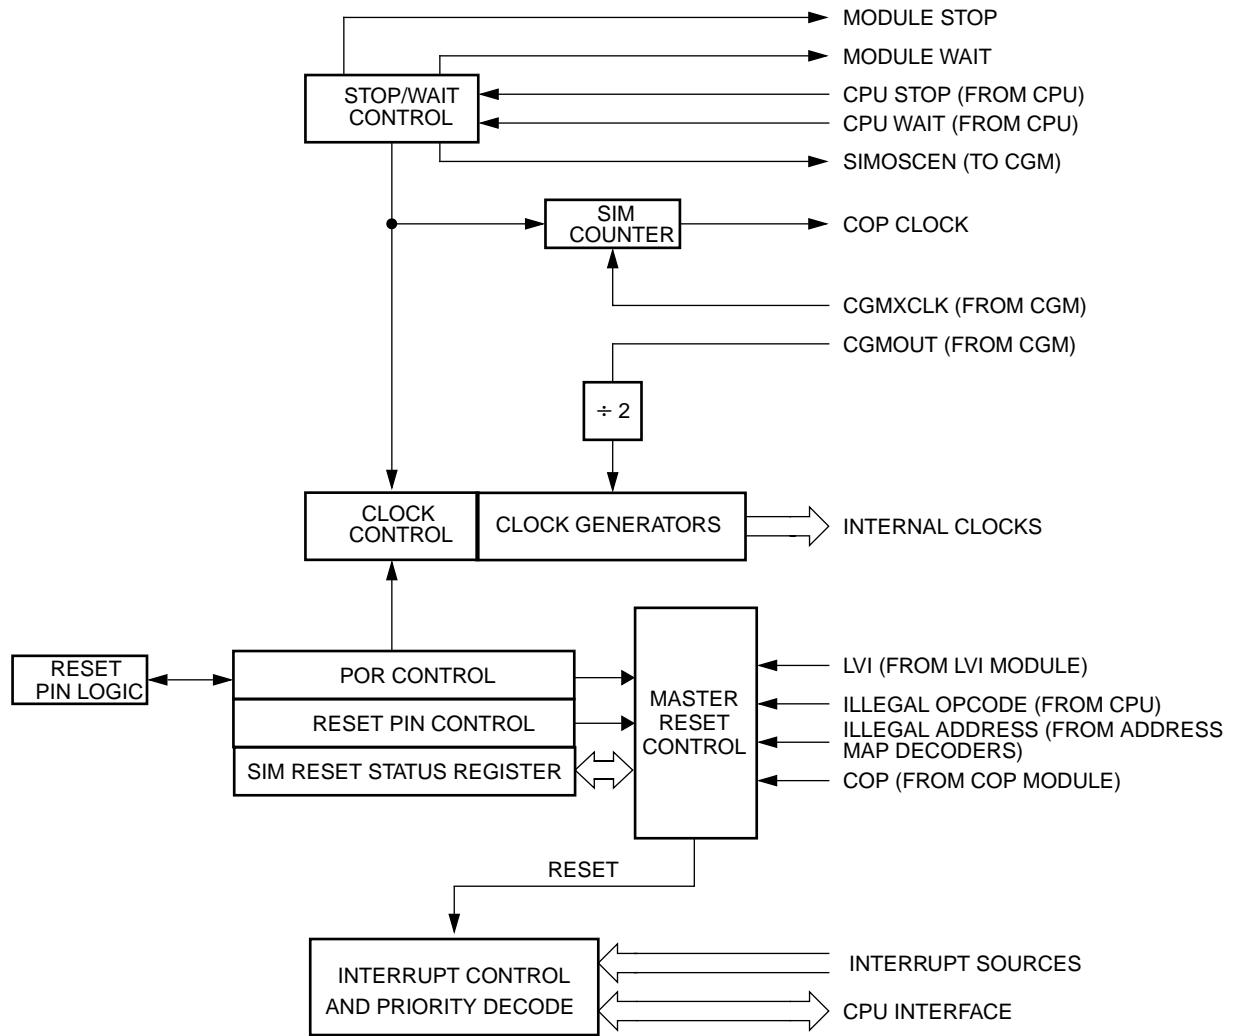 MODULE STOP
MODULE WAIT
STOP/WAIT
CONTROL
CPU STOP (FROM CPU)
CPU WAIT (FROM CPU)
SIMOSCEN (TO CGM)
SIM
COUNTER
COP CLOCK
CGMXCLK (FROM CGM)
CGMOUT (FROM CGM)
÷ 2
CLOCK
CONTROL
CLOCK GENERATORS
INTERNAL CLOCKS
RESET
PIN LOGIC
POR CONTROL
RESET PIN CONTROL
SIM RESET STATUS REGISTER
MASTER
RESET
CONTROL
LVI (FROM LVI MODULE)
ILLEGAL OPCODE (FROM CPU)
ILLEGAL ADDRESS (FROM ADDRESS
MAP DECODERS)
COP (FROM COP MODULE)
RESET
INTERRUPT CONTROL
AND PRIORITY DECODE
INTERRUPT SOURCES
CPU INTERFACE